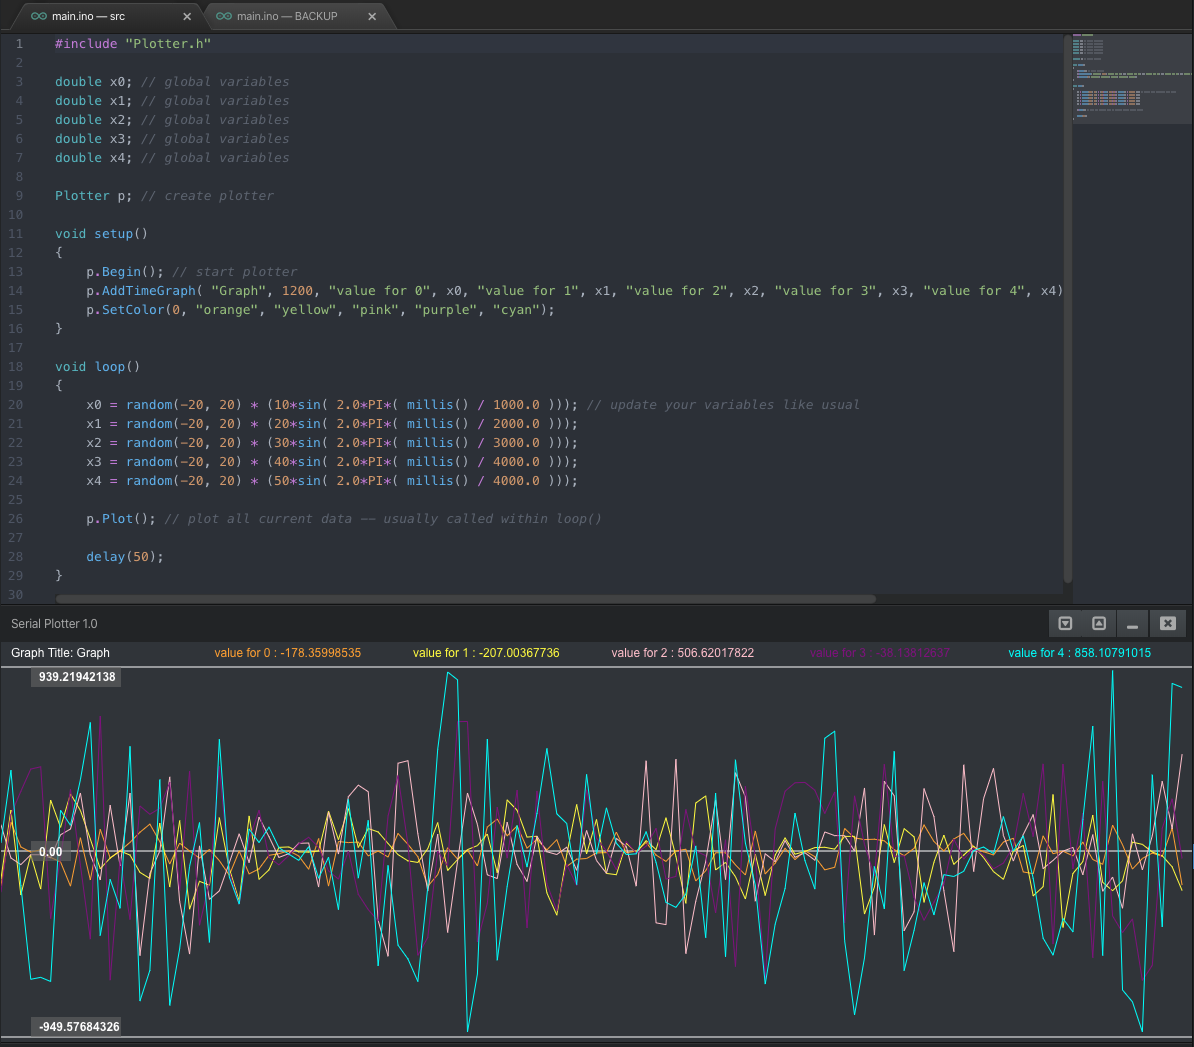 main.ino — src
main.ino — BACKUP
1 #include "Plotter.h"
2
3 double x0; // global variables
4 double x1; // global variables
5 double x2; // global variables
6 double x3; // global variables
7 double x4; // global variables
8
9 Plotter p; // create plotter
10
11 void setup()
12 {
13 p.Begin(); // start plotter
14 p.AddTimeGraph( "Graph", 1200, "value for 0", x0, "value for 1", x1, "value for 2", x2, "value for 3", x3, "value for 4", x4)
15 p.SetColor(0, "orange", "yellow", "pink", "purple", "cyan");
16 }
17
18 void loop()
19 {
20 x0 = random(-20, 20) * (10*sin( 2.0*PI*( millis() / 1000.0 ))); // update your variables like usual
21 x1 = random(-20, 20) * (20*sin( 2.0*PI*( millis() / 2000.0 )));
22 x2 = random(-20, 20) * (30*sin( 2.0*PI*( millis() / 3000.0 )));
23 x3 = random(-20, 20) * (40*sin( 2.0*PI*( millis() / 4000.0 )));
24 x4 = random(-20, 20) * (50*sin( 2.0*PI*( millis() / 4000.0 )));
25
26 p.Plot(); // plot all current data -- usually called within loop()
27
28 delay(50);
29 }
30
Serial Plotter 1.0
Graph Title: Graph value for 0 : -178.35998535 value for 1 : -207.00367736 value for 2 : 506.62017822 value for 3 : -38.13812637 value for 4 : 858.10791015
939.21942138
0.00
-949.57684326